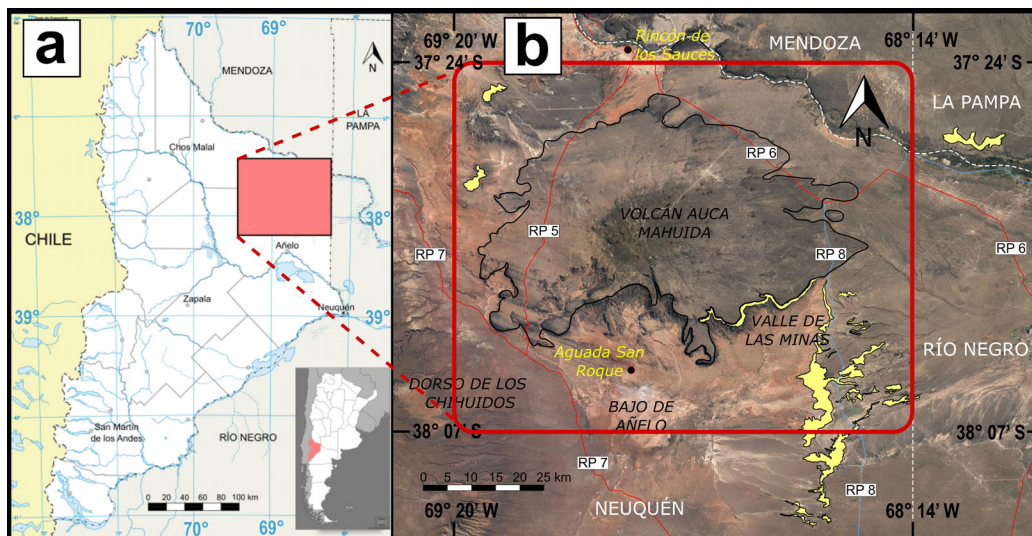 a
70°
69°
N
MENDOZA
37°
37°
LA
PAMPA
Chos Malal
38°
38°
CHILE
Añelo
Zapala
Neuquén
39°
39°
San Martín
de los Andes
RÍO NEGRO
0 20 40 60 80 100 km
70°
69°
b
69° 20’ W
68° 14’ W
37° 24’ S
37° 24’ S
Rincón de
los Sauces
MENDOZA
LA PAMPA
N
RP 6
VOLCÁN AUCA
MAHUIDA
RP 5
RP 7
RP 8
RP 6
VALLE DE
LAS MINAS
RÍO NEGRO
Aguada San
Roque
DORSO DE LOS
CHIHUIDOS
BAJO DE
AÑELO
38° 07’ S
38° 07’ S
RP 7
RP 8
0 5 10 15 20 25 km
NEUQUÉN
69° 20’ W
68° 14’ W